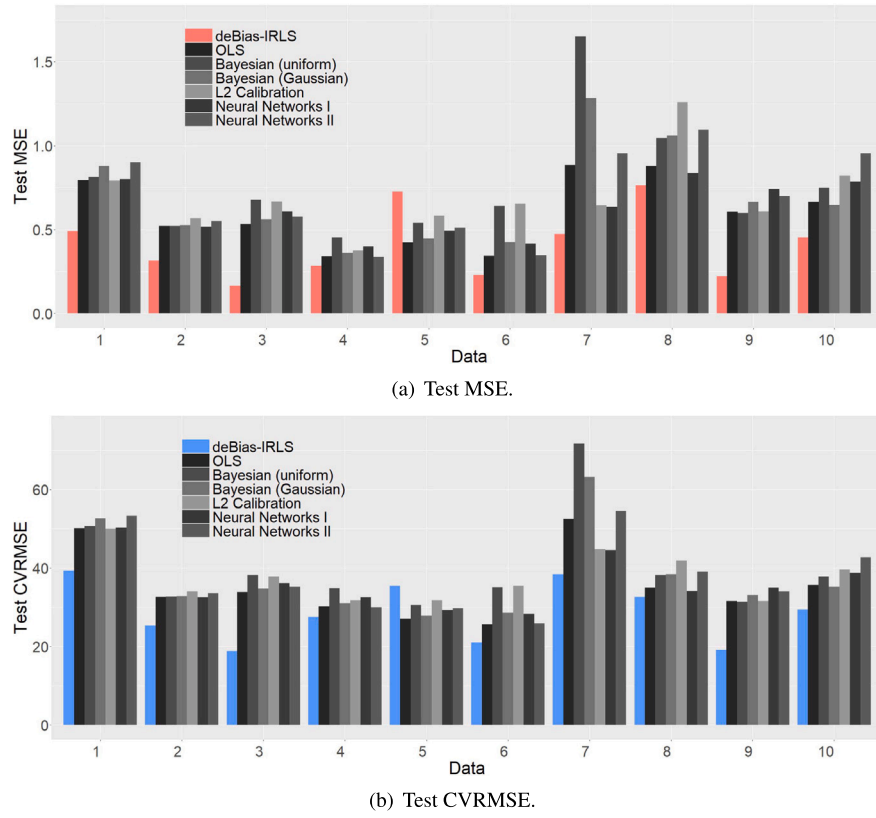 Test MSE
1.5
1.0
0.5
0.0
deBias-IRLS
OLS
Bayesian (uniform)
Bayesian (Gaussian)
L2 Calibration
Neural Networks I
Neural Networks II
1 2 3 4 5 6 7 8 9 10
Data
(a) Test MSE.
Test CVRMSE
60
40
20
0
deBias-IRLS
OLS
Bayesian (uniform)
Bayesian (Gaussian)
L2 Calibration
Neural Networks I
Neural Networks II
1 2 3 4 5 6 7 8 9 10
Data
(b) Test CVRMSE.